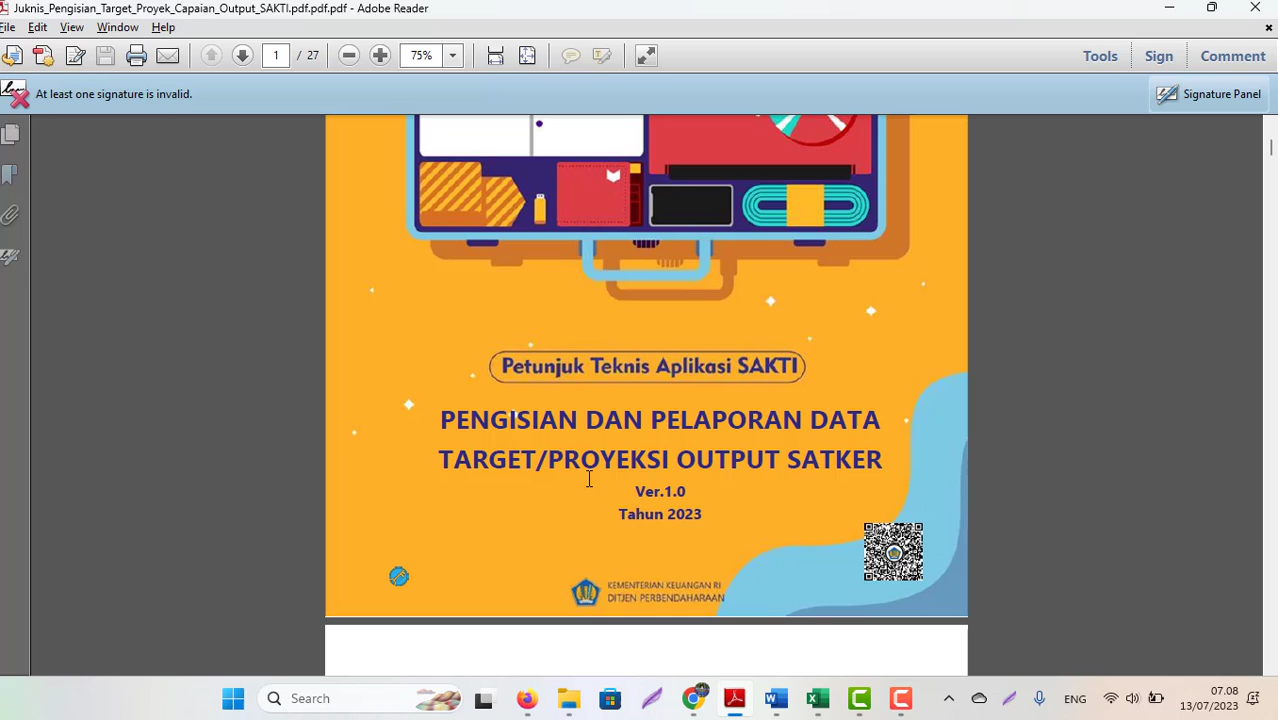 Juknis_Pengisian_Target_Proyek_Capaian_Output_SAKTI.pdf.pdf.pdf - Adobe Reader
File Edit View Window Help
1 / 27 75% Tools Sign Comment
At least one signature is invalid. Signature Panel
Petunjuk Teknis Aplikasi SAKTI
PENGISIAN DAN PELAPORAN DATA
TARGET/PROYEKSI OUTPUT SATKER
Ver.1.0
Tahun 2023
KEMENTERIAN KEUANGAN RI
DITJEN PERBENDAHARAAN
Search
ENG
07.08
13/07/2023